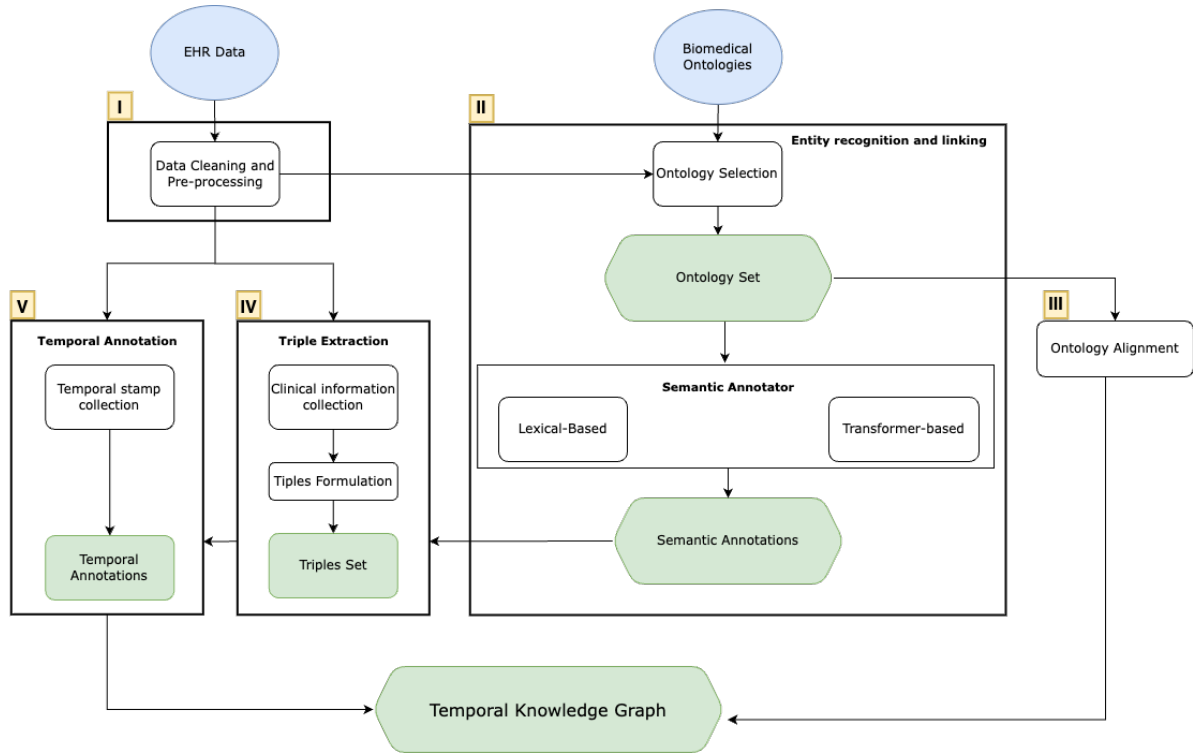 EHR Data
Biomedical
Ontologies
I
II
Entity recognition and linking
Data Cleaning and
Pre-processing
Ontology Selection
Ontology Set
V
IV
III
Temporal Annotation
Triple Extraction
Ontology Alignment
Temporal stamp
collection
Clinical information
collection
Semantic Annotator
Lexical-Based
Transformer-based
Tiples Formulation
Temporal
Annotations
Triples Set
Semantic Annotations
Temporal Knowledge Graph